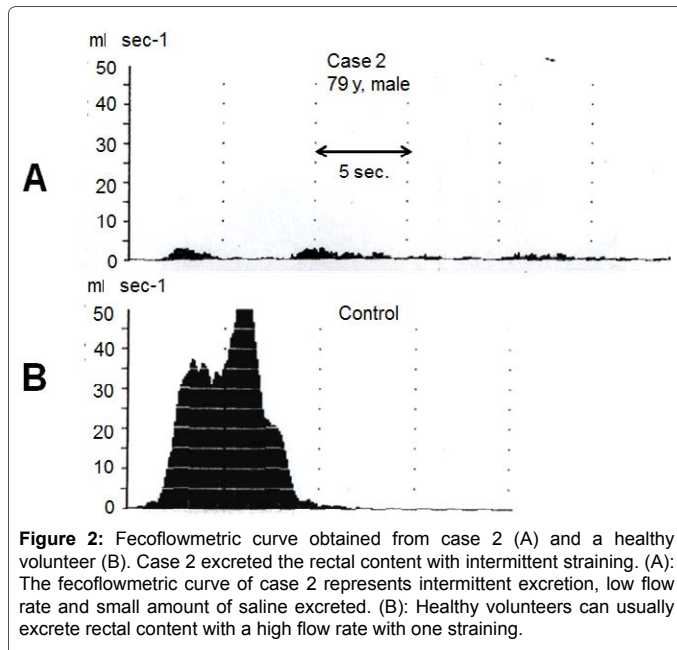 ml sec-1
Case 2
79 y, male
50
40
30
20
10
0
5 sec.
A
ml sec-1
Control
50
40
30
20
10
0
B
Figure 2: Fecoflowmetric curve obtained from case 2 (A) and a healthy
volunteer (B). Case 2 excreted the rectal content with intermittent straining. (A):
The fecoflowmetric curve of case 2 represents intermittent excretion, low flow
rate and small amount of saline excreted. (B): Healthy volunteers can usually
excrete rectal content with a high flow rate with one straining.